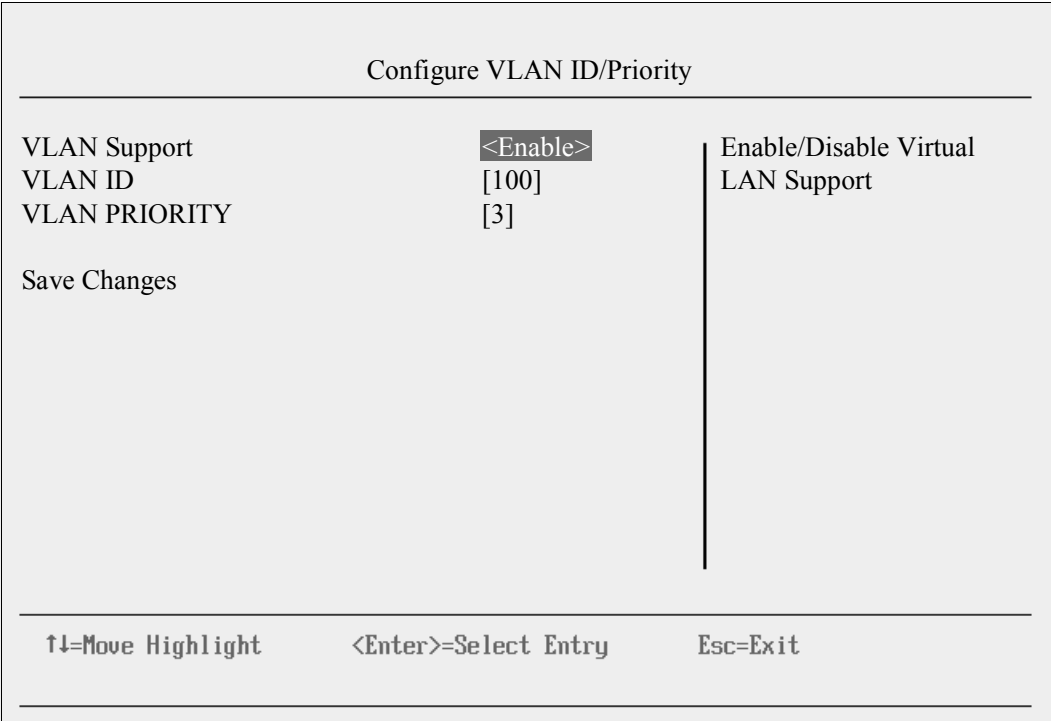 Configure VLAN ID/Priority
VLAN Support <Enable>
VLAN ID [100]
VLAN PRIORITY [3]
Save Changes
Enable/Disable Virtual
LAN Support
↑↓=Move Highlight <Enter>=Select Entry Esc=Exit